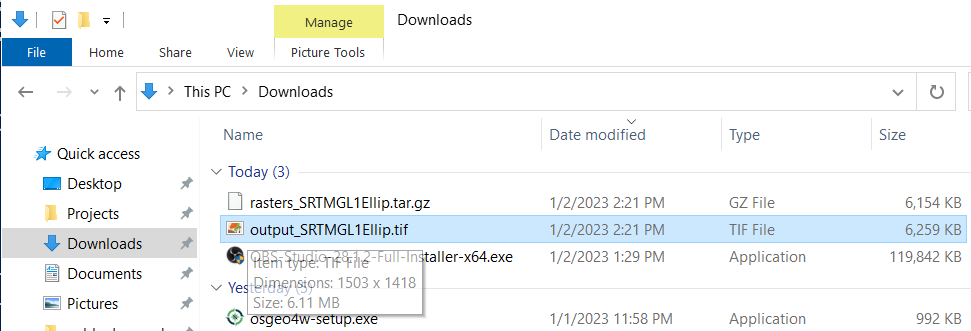 Manage Downloads
File Home Share View Picture Tools
This PC Downloads
Name Date modified Type Size
Quick access
Today (3)
Desktop
rasters_SRTMGL1Ellip.tar.gz 1/2/2023 2:21 PM GZ File 6,154 KB
Projects
output_SRTMGL1Ellip.tif 1/2/2023 2:21 PM TIF File 6,259 KB
Downloads
OBS-Studio-28.1.2-Full-Installer-x64.exe 1/2/2023 1:29 PM Application 119,842 KB
Item type: TIF File
Documents
Dimensions: 1503 x 1418
Yesterday
Size: 6.11 MB
Pictures
osgeo4w-setup.exe 1/1/2023 11:58 PM Application 992 KB